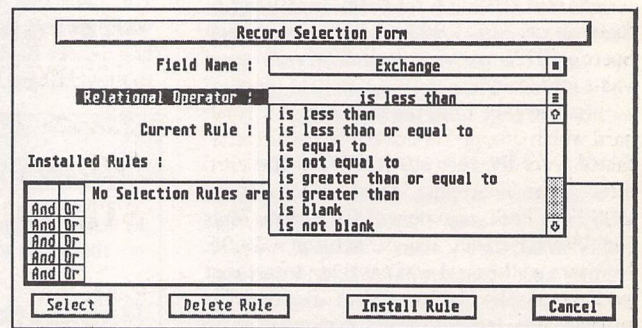 Record Selection Form
Field Name : Exchange
Relational Operator : is less than
is less than
Current Rule : is less than or equal to
is equal to
Installed Rules : is not equal to
is greater than or equal to
No Selection Rules are is greater than
And Or is blank
And Or is not blank
And Or
And Or
And Or
Select Delete Rule Install Rule Cancel